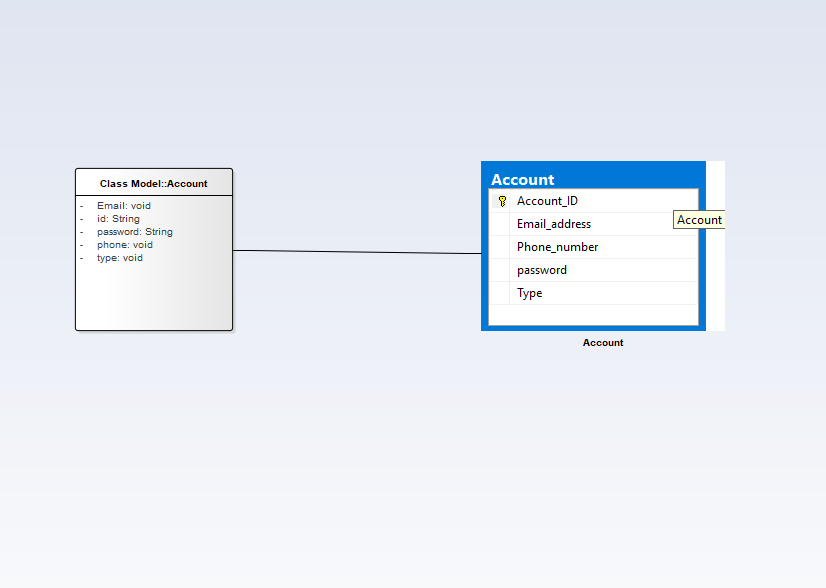 Class Model::Account
- Email: void
- id: String
- password: String
- phone: void
- type: void
Account
Account_ID
Email_address
Account
Phone_number
password
Type
Account